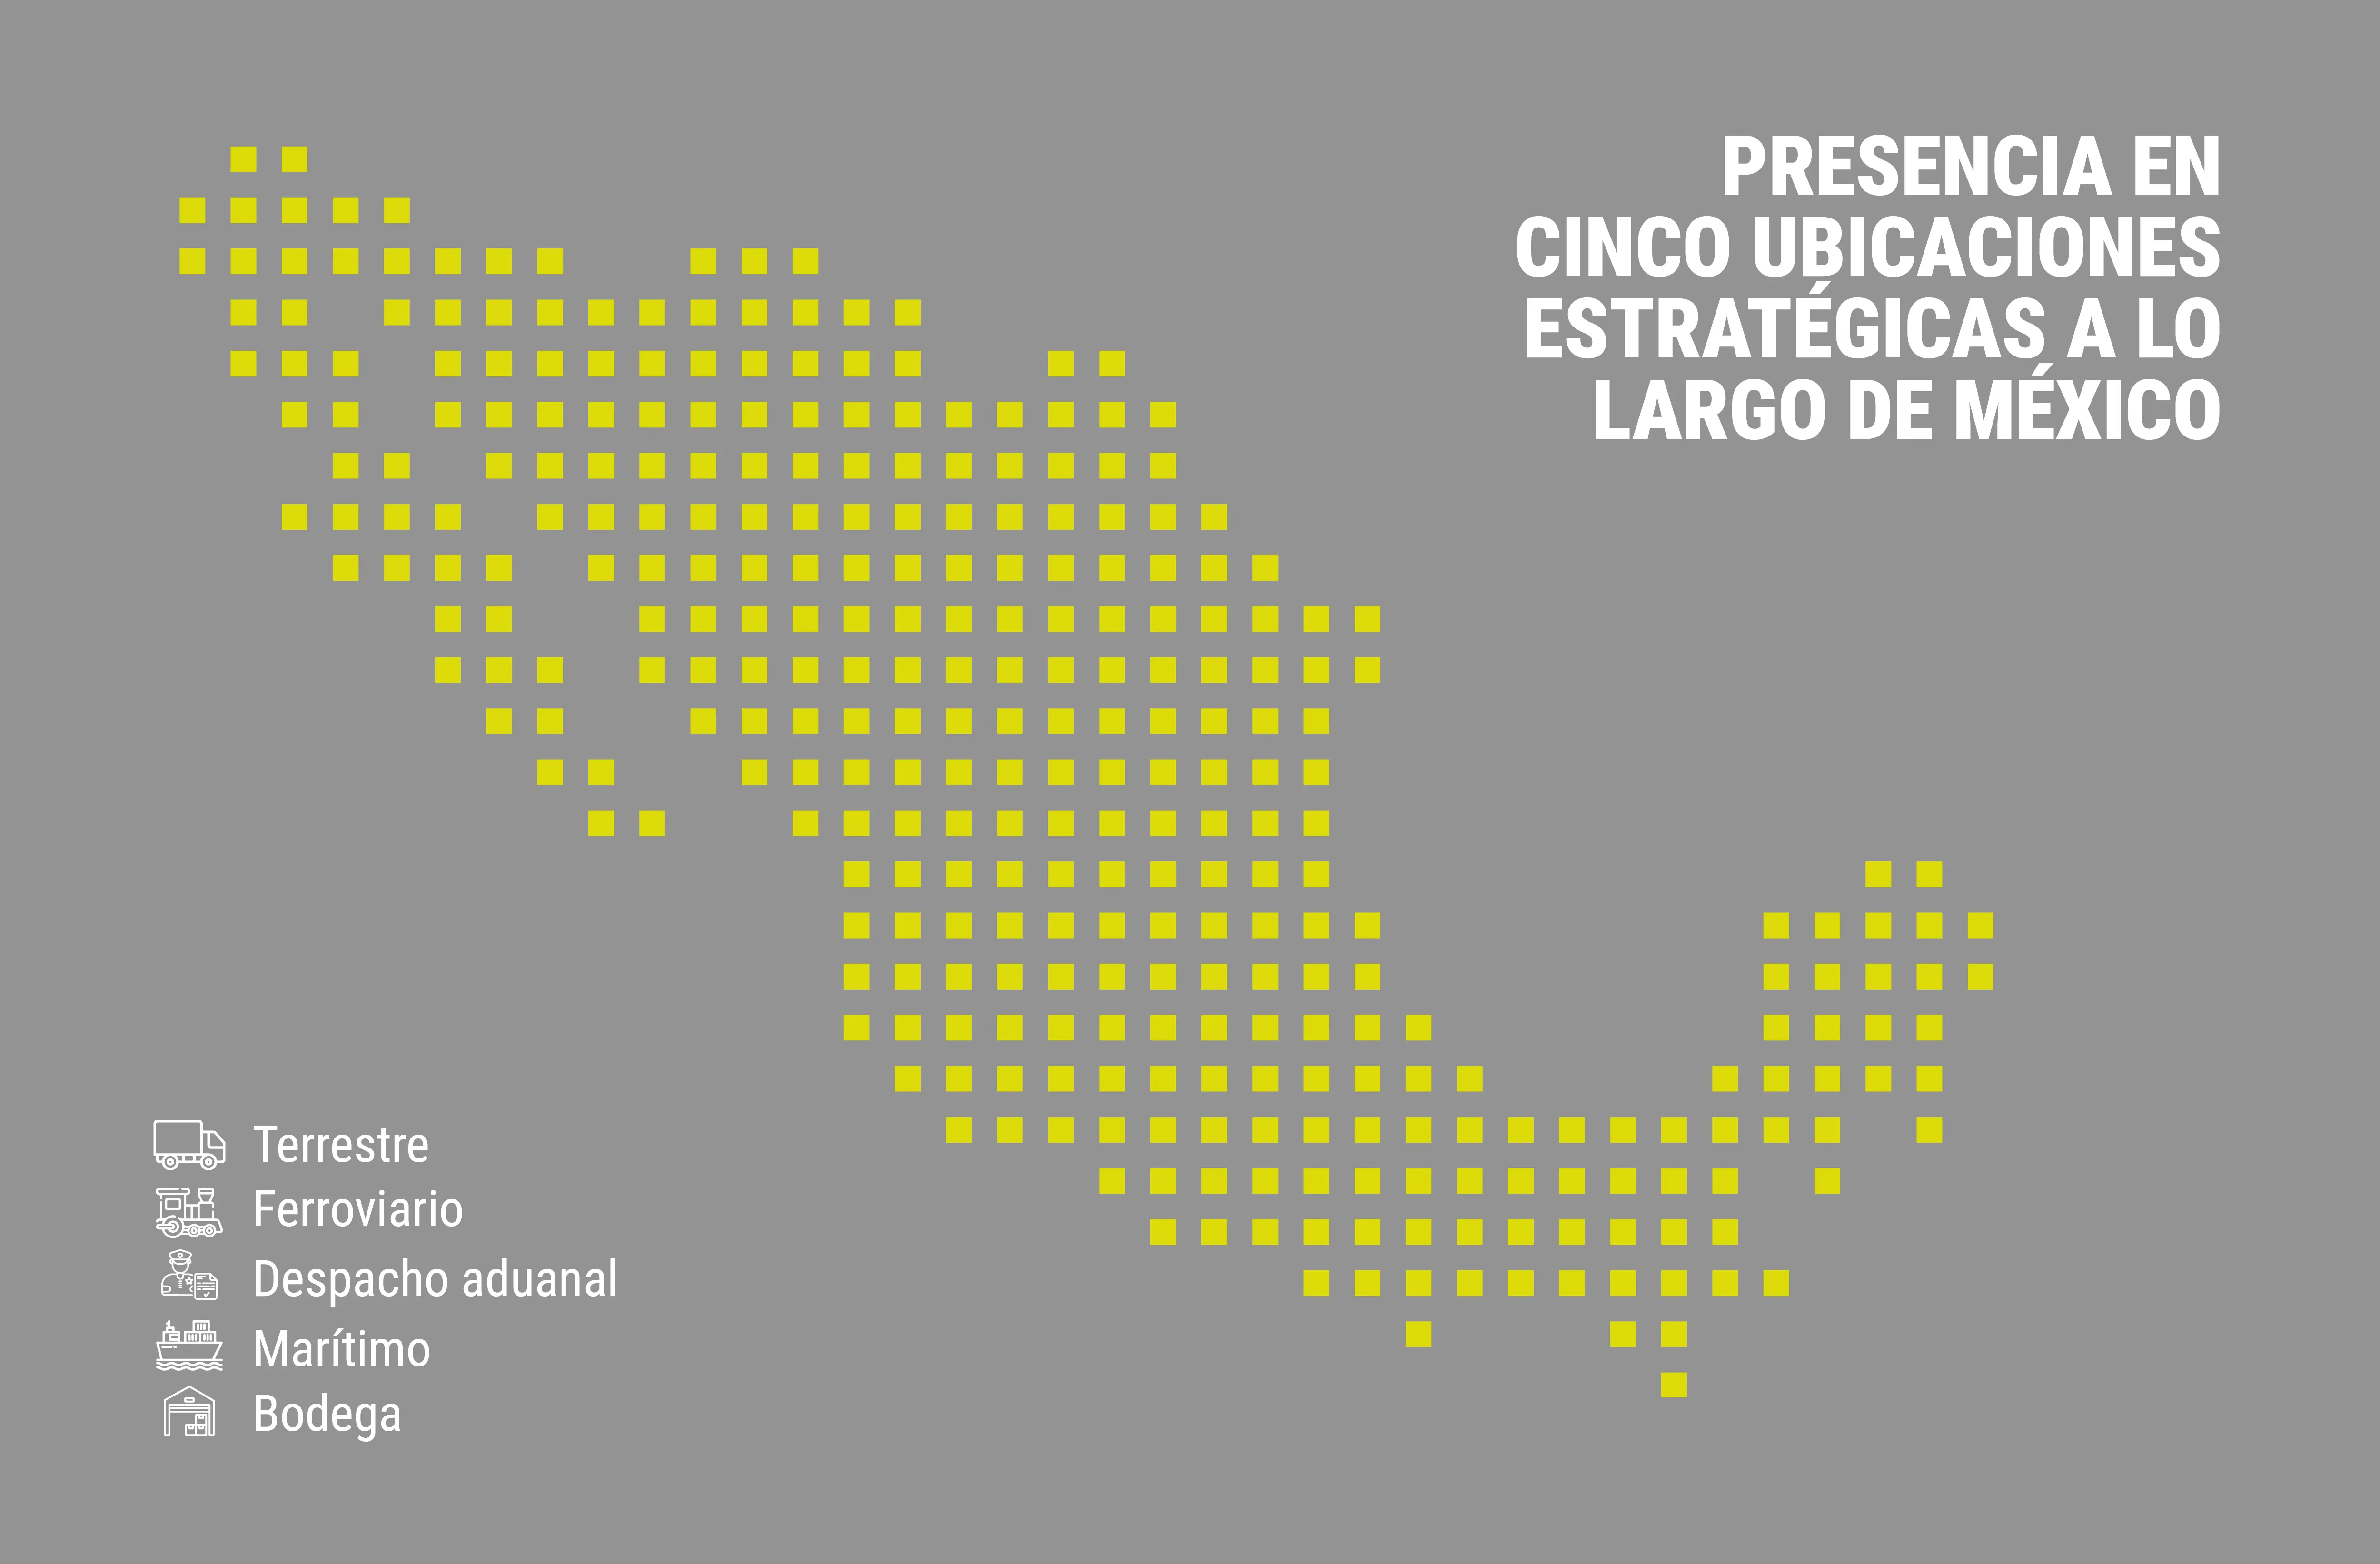 PRESENCIA EN
CINCO UBICACIONES
ESTRATÉGICAS A LO
LARGO DE MÉXICO
Terrestre
Ferroviario
Despacho aduanal
Marítimo
Bodega